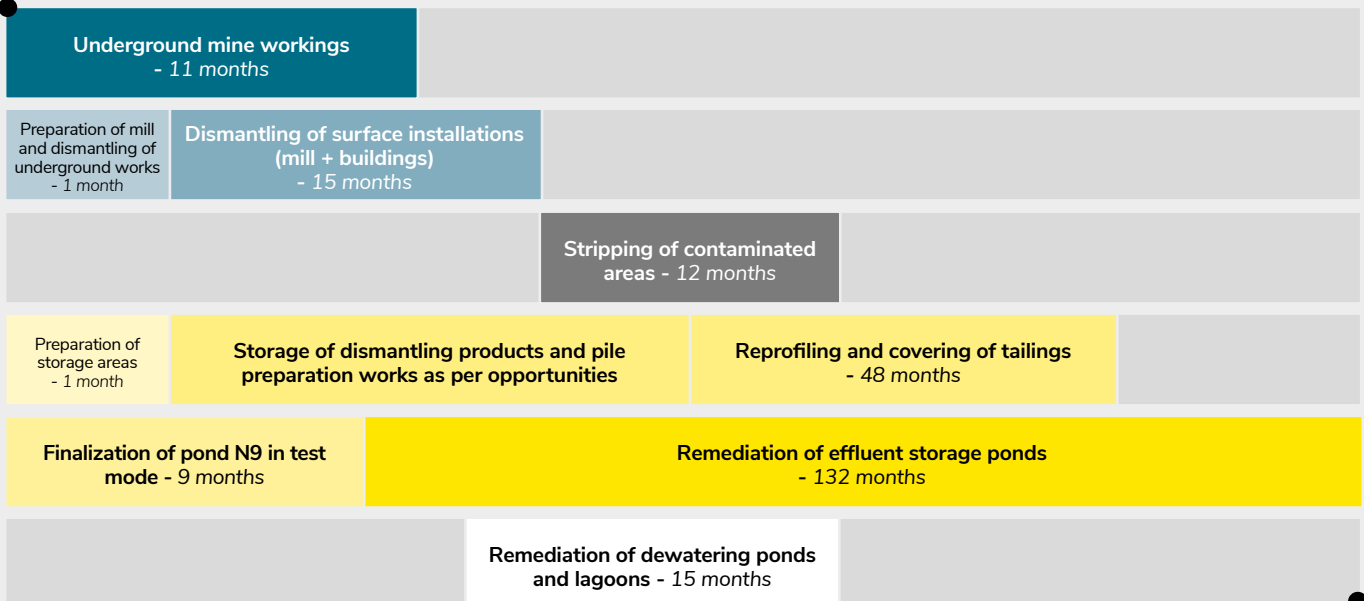 Underground mine workings
- 11 months
Preparation of mill
and dismantling of
underground works
- 1 month
Dismantling of surface installations
(mill + buildings)
- 15 months
Stripping of contaminated
areas - 12 months
Preparation of
storage areas
- 1 month
Storage of dismantling products and pile
preparation works as per opportunities
Reprofiling and covering of tailings
- 48 months
Finalization of pond N9 in test
mode - 9 months
Remediation of effluent storage ponds
- 132 months
Remediation of dewatering ponds
and lagoons - 15 months